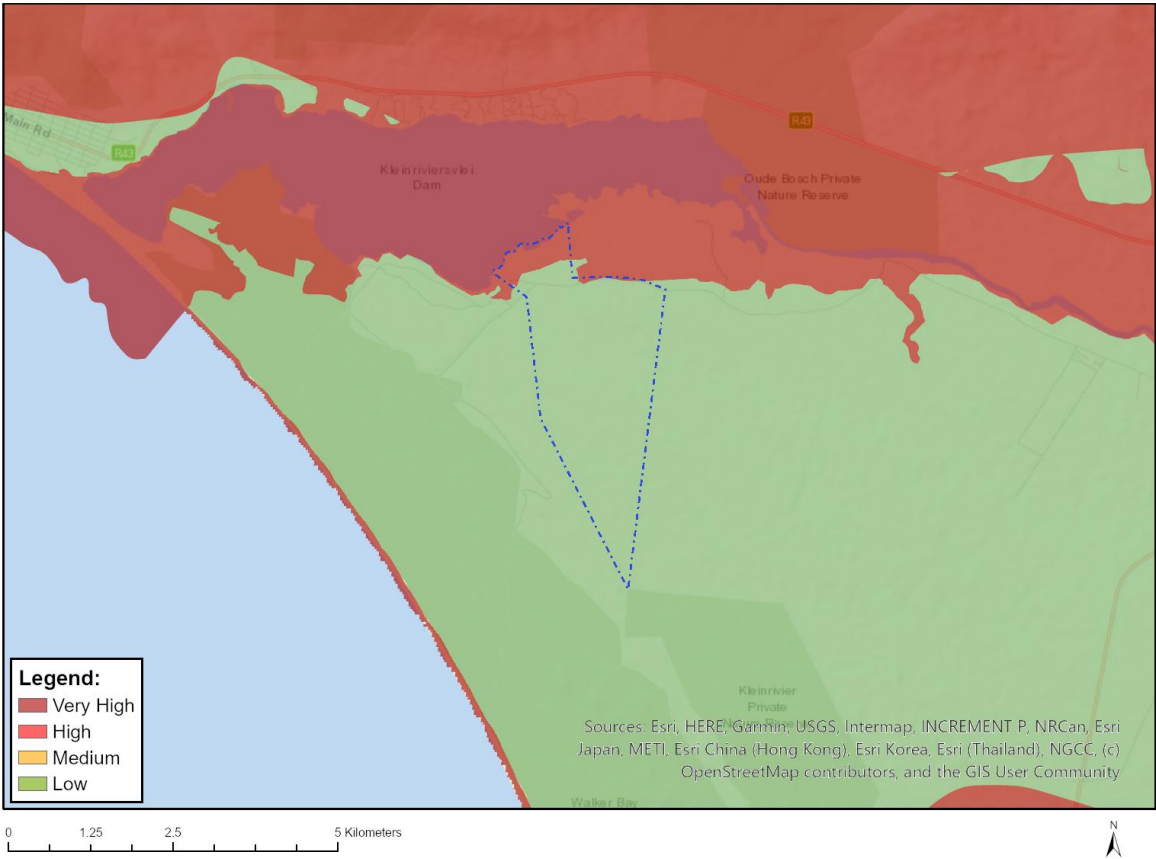 Main Rd
R43
R43
Kleinriviersvlei
Dam
Oude Bosch Private
Nature Reserve
Kleinrivier
Private
Sources: Esri, HERE, Garmin, USGS, Intermap, INCREMENT P, NRCan, Esri
Japan, METI, Esri China (Hong Kong), Esri Korea, Esri (Thailand), NGCC, (c)
OpenStreetMap contributors, and the GIS User Community
Walker Bay
Legend:
Very High
High
Medium
Low
0 1.25 2.5 5 Kilometers
N